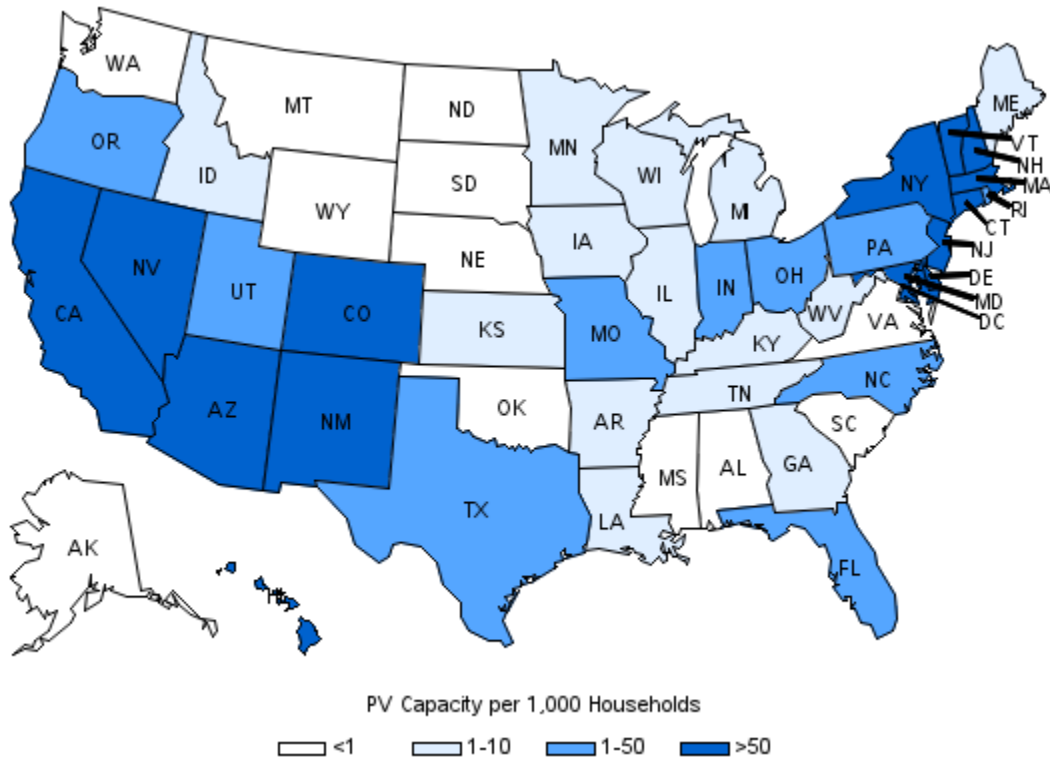 WA
MT
ND
ME
OR
MN
VT
ID
NH
WI
SD
MA
NY
WY
MI
RI
IA
CT
PA
NJ
NE
NV
OH
DE
UT
IN
IL
MD
CO
CA
WV
VA
DC
KS
MO
KY
NC
TN
AZ
OK
NM
AR
SC
GA
MS
AL
TX
LA
AK
FL
HI
PV Capacity per 1,000 Households
<1
1-10
1-50
>50